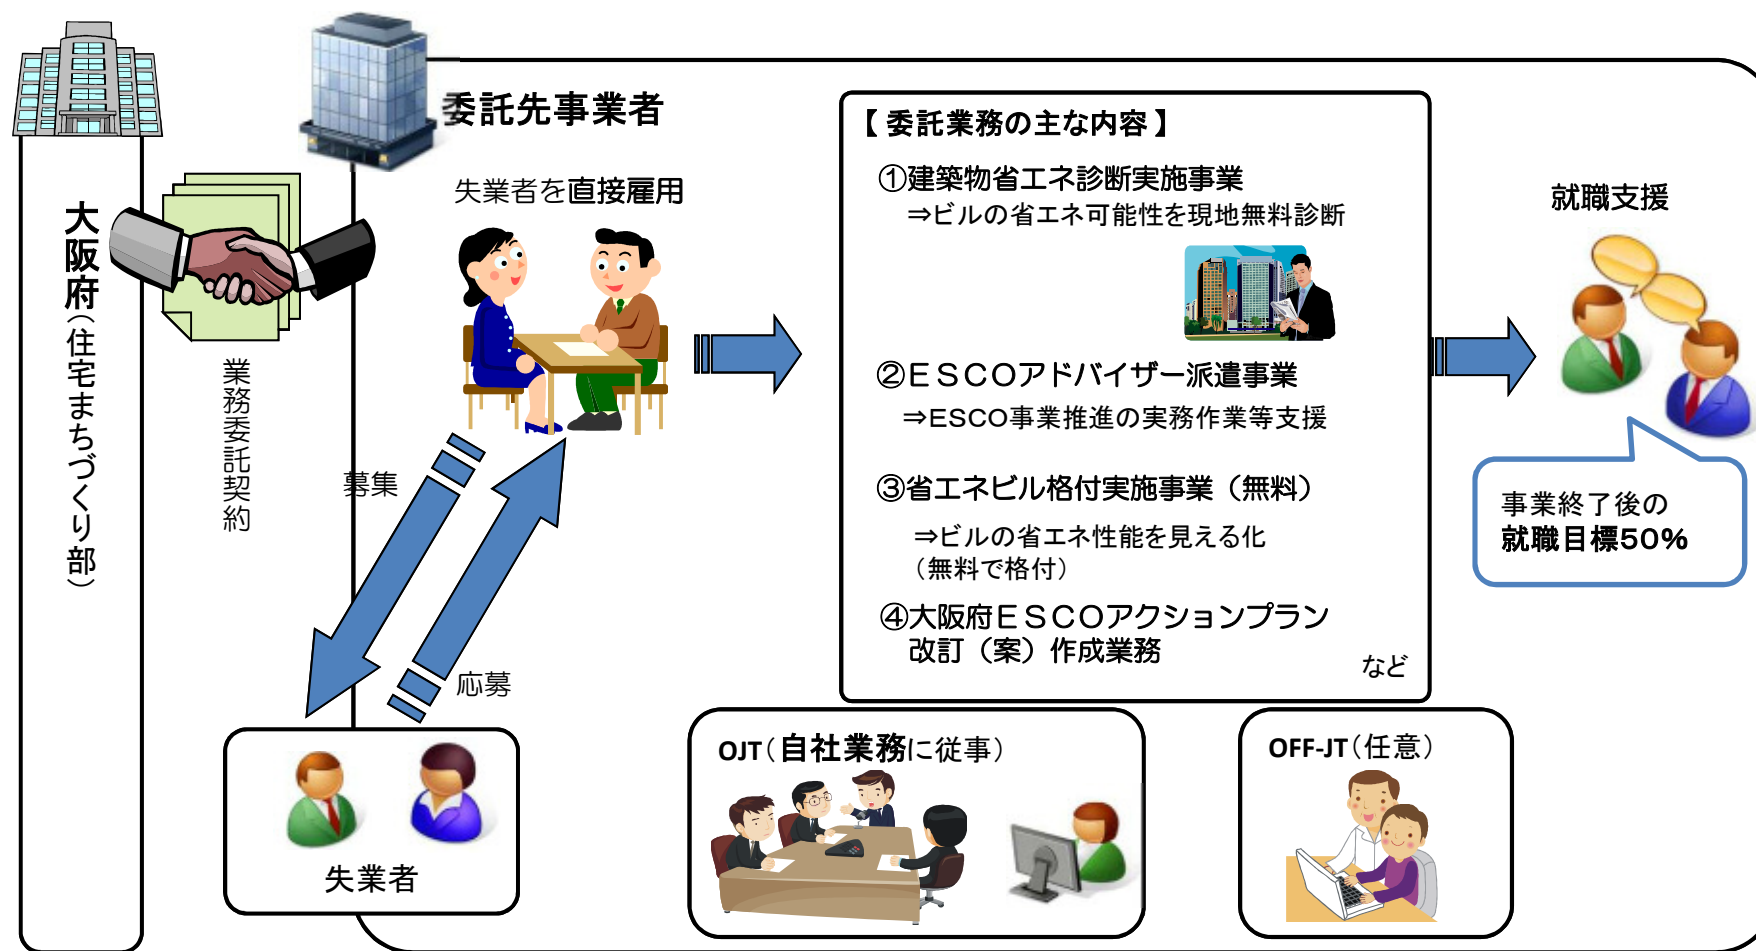 大阪府（住宅まちづくり部）
業務委託契約
委託先事業者
失業者を直接雇用
募集
応募
失業者
【 委託業務の主な内容 】
①建築物省エネ診断実施事業
⇒ビルの省エネ可能性を現地無料診断
②ＥＳＣＯアドバイザー派遣事業
⇒ESCO事業推進の実務作業等支援
③省エネビル格付実施事業（無料）
⇒ビルの省エネ性能を見える化
（無料で格付）
④大阪府ＥＳＣＯアクションプラン
改訂（案）作成業務
など
OJT（自社業務に従事）
OFF-JT（任意）
就職支援
事業終了後の
就職目標50％